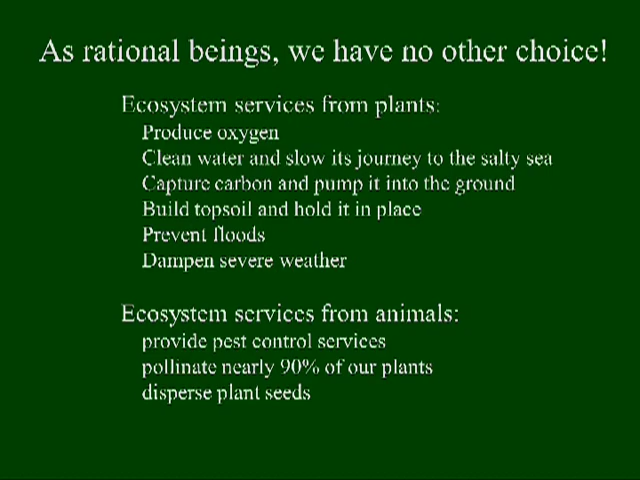 As rational beings, we have no other choice!
Ecosystem services from plants:
Produce oxygen
Clean water and slow its journey to the salty sea
Capture carbon and pump it into the ground
Build topsoil and hold it in place
Prevent floods
Dampen severe weather
Ecosystem services from animals:
provide pest control services
pollinate nearly 90% of our plants
disperse plant seeds